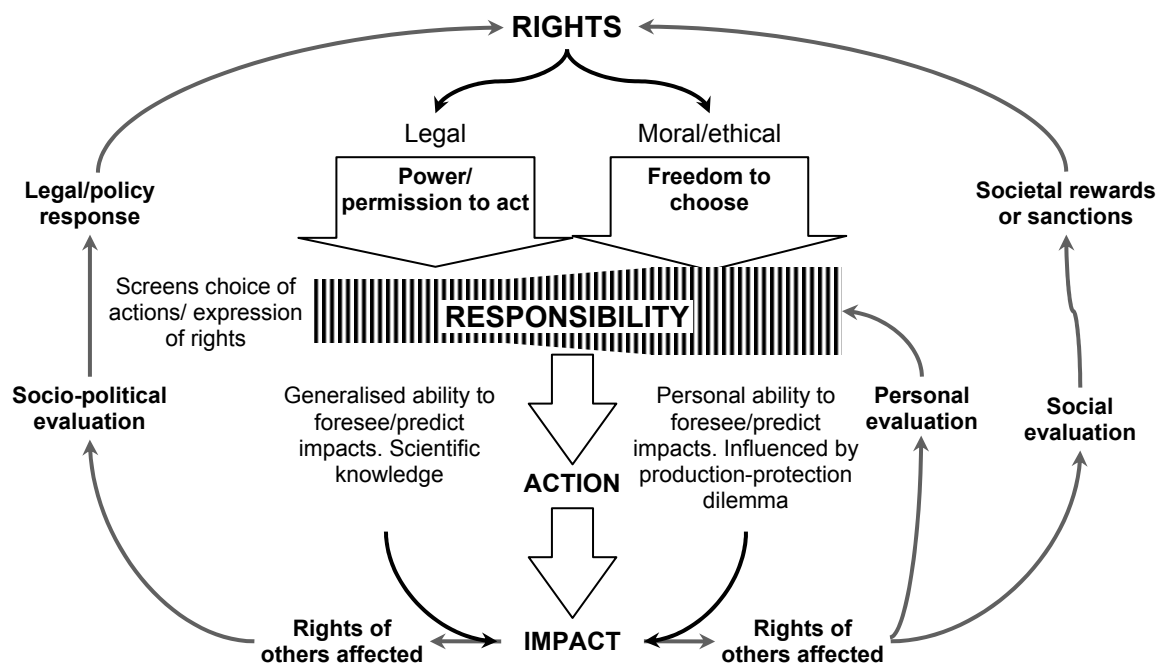 RIGHTS
Legal
Moral/ethical
Power/
permission to act
Freedom to
choose
Legal/policy
response
Societal rewards
or sanctions
Screens choice of
actions/ expression
of rights
RESPONSIBILITY
Socio-political
evaluation
Generalised ability to
foresee/predict
impacts. Scientific
knowledge
Personal ability to
foresee/predict
impacts. Influenced by
production-protection
dilemma
Personal
evaluation
Social
evaluation
ACTION
Rights of
others affected
IMPACT
Rights of
others affected